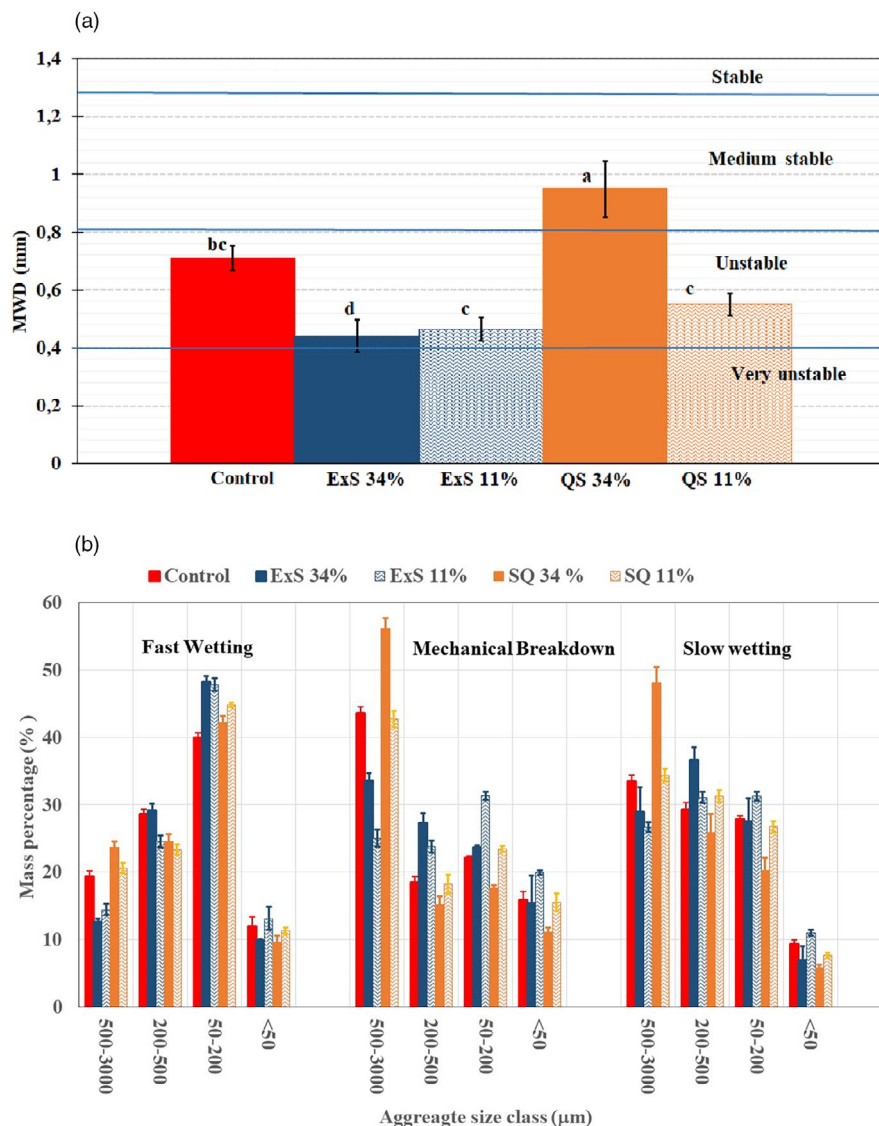 (a)
1,4
Stable
1,2
Medium stable
1
a
0,8
bc
Unstable
MWD (mm)
0,6
d
c
c
0,4
Very unstable
0,2
0
Control
ExS 34%
ExS 11%
QS 34%
QS 11%
(b)
Control
ExS 34%
ExS 11%
SQ 34 %
SQ 11%
60
Fast Wetting
Mechanical Breakdown
Slow wetting
50
40
Mass percentage (% )
30
20
10
0
500-3000
200-500
50-200
<50
500-3000
200-500
50-200
<50
500-3000
200-500
50-200
<50
Aggreagte size class (μm)